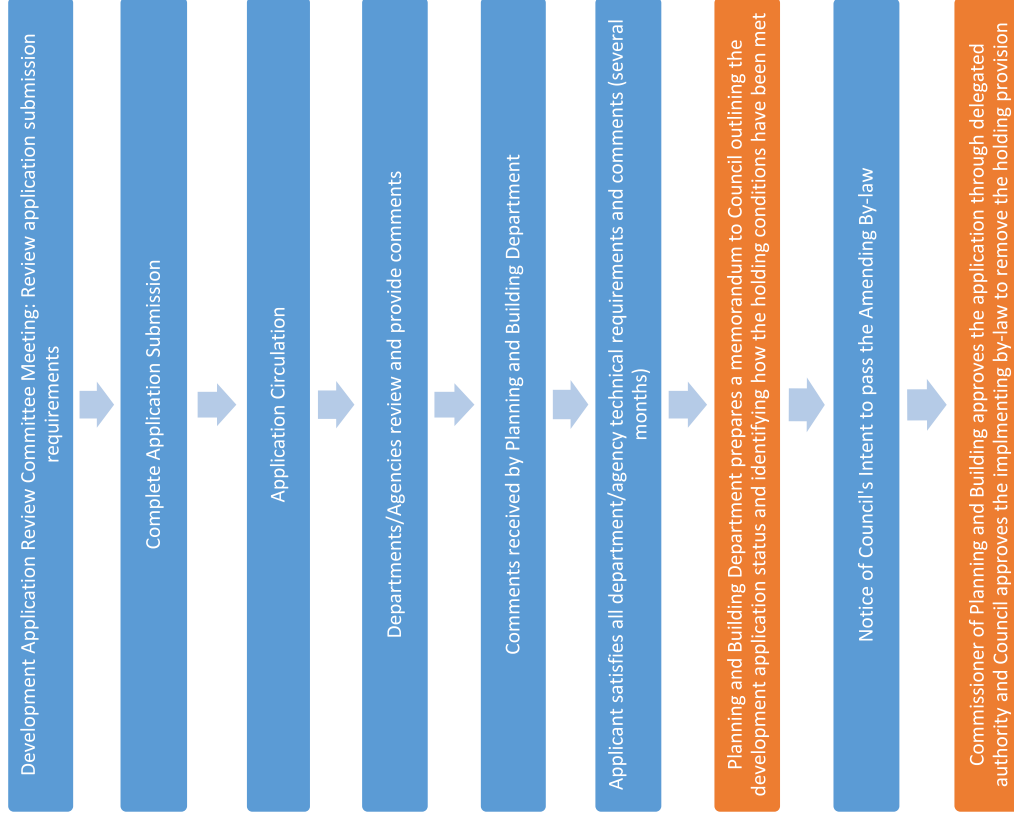 Development Application Review Committee Meeting: Review application submission
requirements
Complete Application Submission
Application Circulation
Departments/Agencies review and provide comments
Comments received by Planning and Building Department
Applicant satisfies all department/agency technical requirements and comments (several
months)
Planning and Building Department prepares a memorandum to Council outlining the
development application status and identifying how the holding conditions have been met
Notice of Council's Intent to pass the Amending By-law
Commissioner of Planning and Building approves the application through delegated
authority and Council approves the implmenting by-law to remove the holding provision